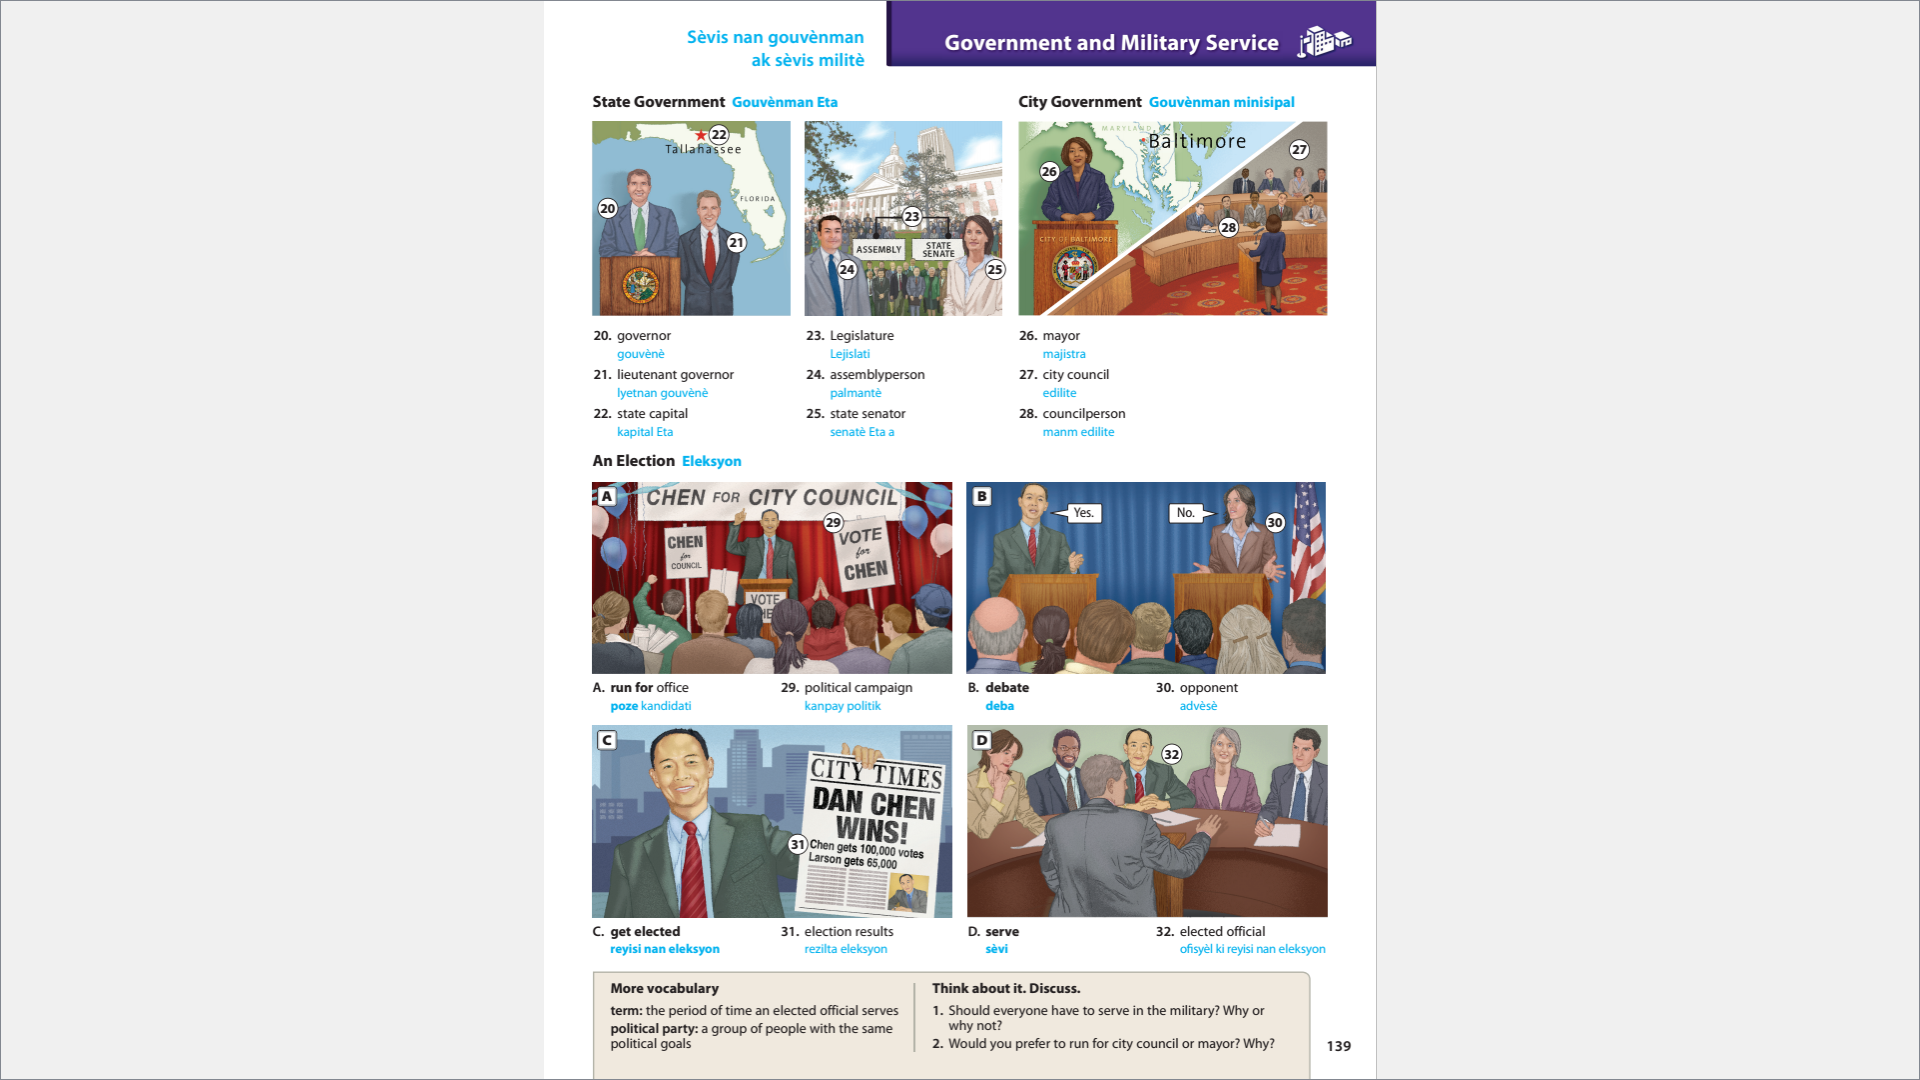 Sèvis nan gouvènman
ak sèvis militè
Government and Military Service
State Government Gouvènman Eta
22
Tallahassee
FLORIDA
20
21
23
ASSEMBLY
STATE
SENATE
24
25
20. governor
gouvènè
21. lieutenant governor
lyetnan gouvènè
22. state capital
kapital Eta
23. Legislature
Lejislati
24. assemblyperson
palmantè
25. state senator
senatè Eta a
City Government Gouvènman minisipal
MARYLAND
Baltimore
26
27
28
CITY OF BALTIMORE
26. mayor
majistra
27. city council
edilite
28. councilperson
manm edilite
An Election Eleksyon
A
CHEN FOR CITY COUNCIL
29
CHEN
for
COUNCIL
VOTE
for
CHEN
VOTE
A. run for office
poze kandidati
29. political campaign
kanpay politik
B
Yes.
No.
30
B. debate
deba
30. opponent
advèsè
C
CITY TIMES
DAN CHEN
WINS!
31
Chen gets 100,000 votes
Larson gets 65,000
C. get elected
reyisi nan eleksyon
31. election results
rezilta eleksyon
D
32
D. serve
sèvi
32. elected official
ofisyèl ki reyisi nan eleksyon
More vocabulary
term: the period of time an elected official serves
political party: a group of people with the same
political goals
Think about it. Discuss.
1. Should everyone have to serve in the military? Why or
why not?
2. Would you prefer to run for city council or mayor? Why?
139